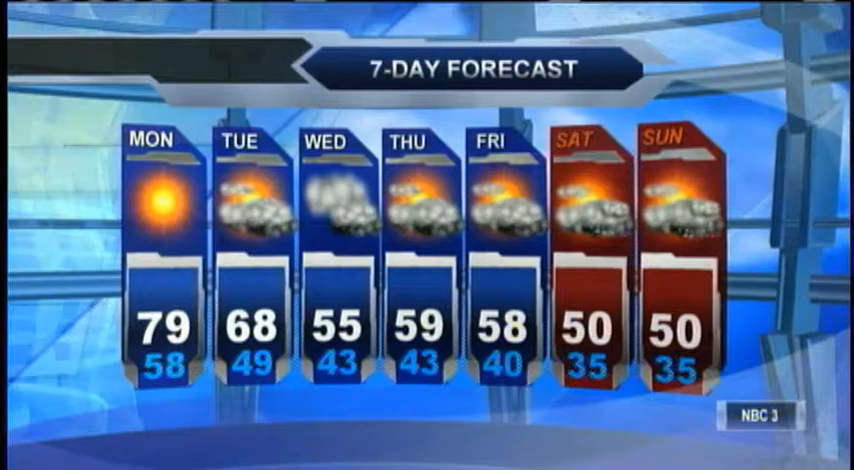 7-DAY FORECAST
MON TUE WED THU FRI SAT SUN
79 68 55 59 58 50 50
58 49 43 43 40 35 35
NBC 3